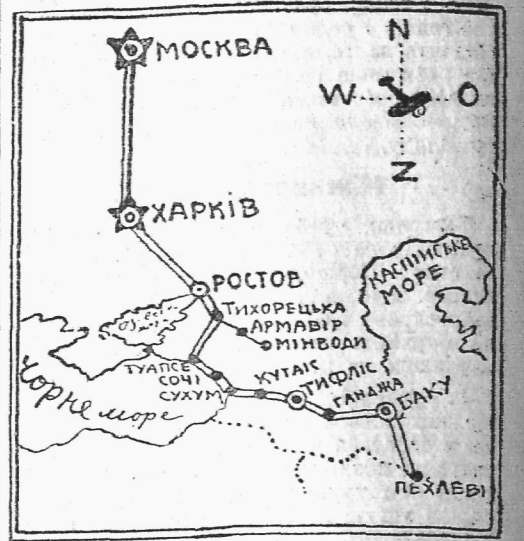 МОСКВА
N
W
O
Z
ХАРКІВ
КАСПІЙСЬКЕ
МОРЕ
РОСТОВ
ТИХОРЕЦЬКА
АРМАВІР
МІНВОДИ
ТУАПСЕ
СОЧІ
СУХУМ
КУТАІС
ТИФЛІС
ГАНДЖА
БАКУ
Чорне море
ПЕХЛЕВІ